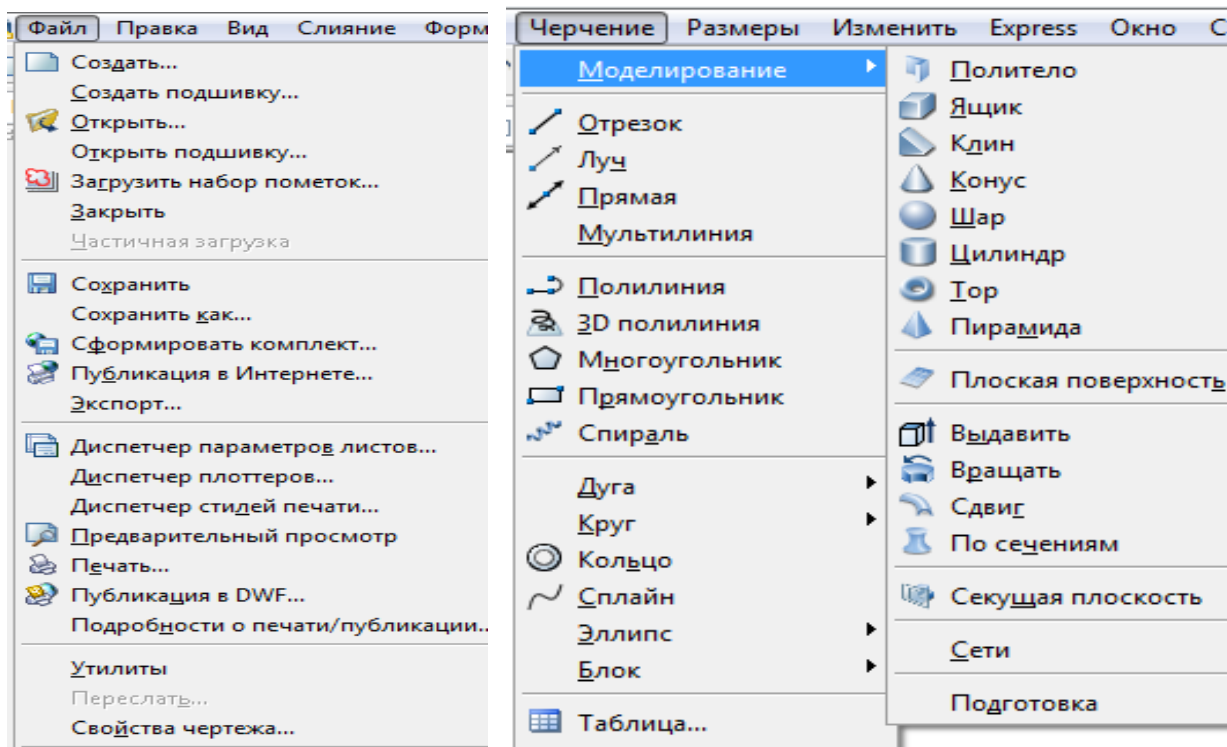 Файл Правка Вид Слияние Форм
Создать...
Создать подшивку...
Открыть...
Открыть подшивку...
Загрузить набор пометок...
Закрыть
Частичная загрузка
Сохранить
Сохранить как...
Сформировать комплект...
Публикация в Интернете...
Экспорт...
Диспетчер параметров листов...
Диспетчер плоттеров...
Диспетчер стилей печати...
Предварительный просмотр
Печать...
Публикация в DWF...
Подробности о печати/публикации..
Утилиты
Переслать...
Свойства чертежа...
Черчение Размеры Изменить Express Окно С
Моделирование
Отрезок
Луч
Прямая
Мультилиния
Полилиния
3D полилиния
Многоугольник
Прямоугольник
Спираль
Дуга
Круг
Кольцо
Сплайн
Эллипс
Блок
Таблица...
Политело
Ящик
Клин
Конус
Шар
Цилиндр
Тор
Пирамида
Плоская поверхность
Выдавить
Вращать
Сдвиг
По сечениям
Секущая плоскость
Сети
Подготовка